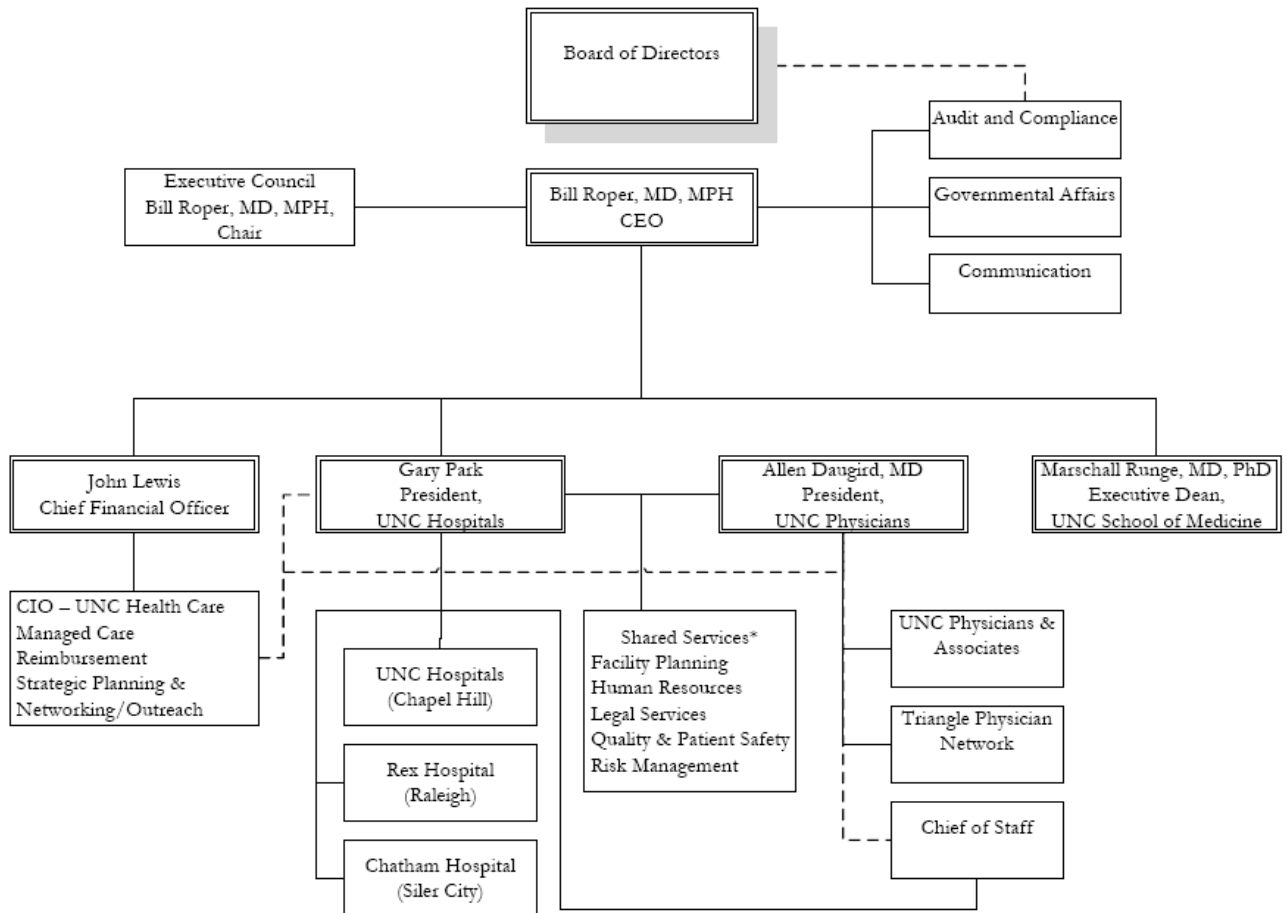 Board of Directors
Audit and Compliance
Executive Council
Bill Roper, MD, MPH,
Chair
Bill Roper, MD, MPH
CEO
Governmental Affairs
Communication
John Lewis
Chief Financial Officer
Gary Park
President,
UNC Hospitals
Allen Daugird, MD
President,
UNC Physicians
Marschall Runge, MD, PhD
Executive Dean,
UNC School of Medicine
CIO – UNC Health Care
Managed Care
Reimbursement
Strategic Planning &
Networking/Outreach
UNC Hospitals
(Chapel Hill)
Rex Hospital
(Raleigh)
Chatham Hospital
(Siler City)
Shared Services*
Facility Planning
Human Resources
Legal Services
Quality & Patient Safety
Risk Management
UNC Physicians &
Associates
Triangle Physician
Network
Chief of Staff